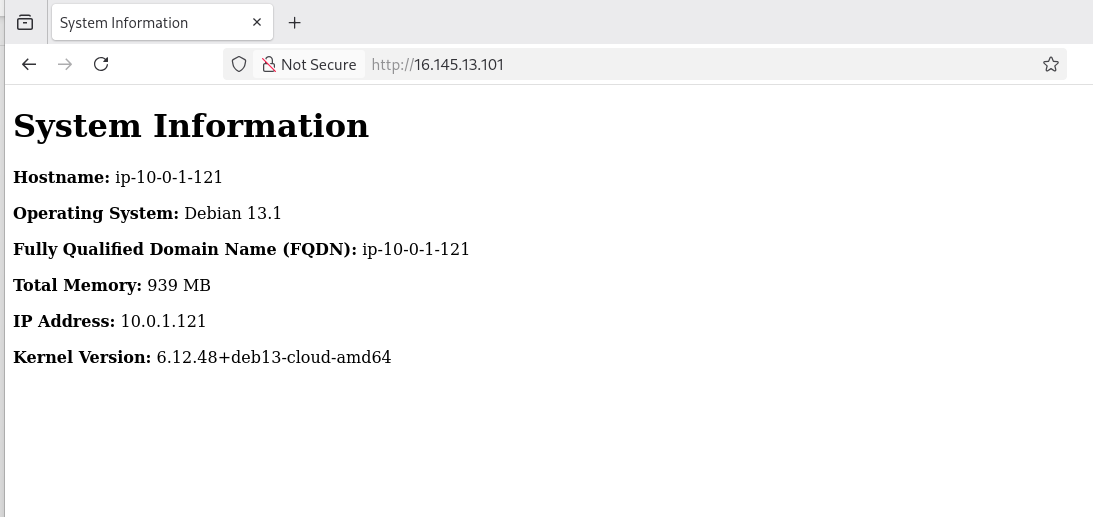 System Information
Not Secure http://16.145.13.101
System Information
Hostname: ip-10-0-1-121
Operating System: Debian 13.1
Fully Qualified Domain Name (FQDN): ip-10-0-1-121
Total Memory: 939 MB
IP Address: 10.0.1.121
Kernel Version: 6.12.48+deb13-cloud-amd64